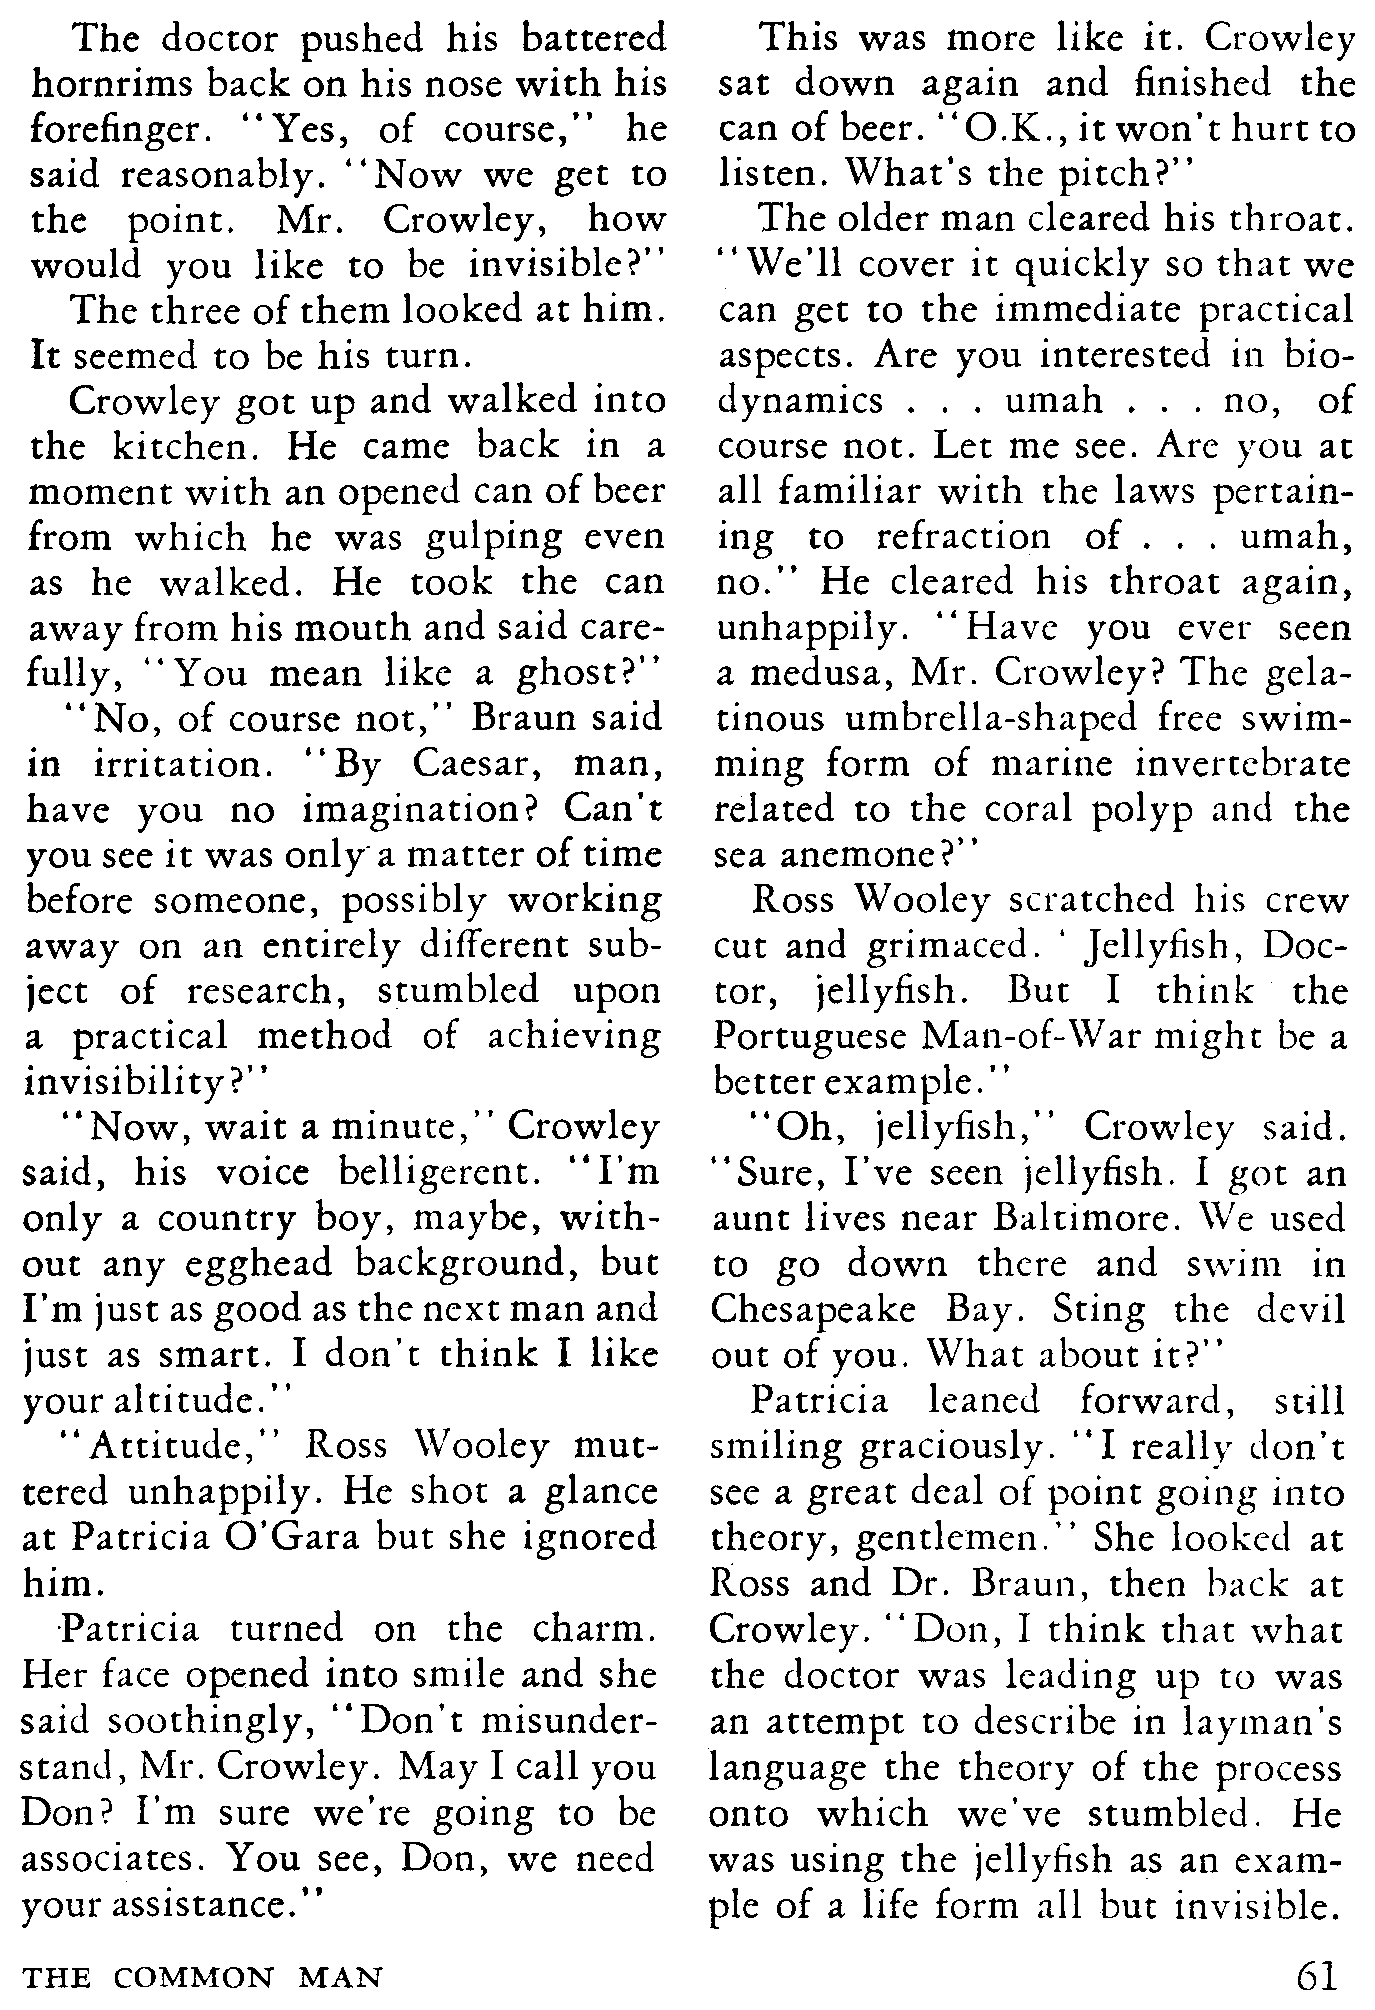 The doctor pushed his battered
hornrims back on his nose with his
forefinger. "Yes, of course," he
said reasonably. "Now we get to
the point. Mr. Crowley, how
would you like to be invisible?"
The three of them looked at him.
It seemed to be his turn.
Crowley got up and walked into
the kitchen. He came back in a
moment with an opened can of beer
from which he was gulping even
as he walked. He took the can
away from his mouth and said care-
fully, "You mean like a ghost?"
"No, of course not," Braun said
in irritation. "By Caesar, man,
have you no imagination? Can't
you see it was only a matter of time
before someone, possibly working
away on an entirely different sub-
ject of research, stumbled upon
a practical method of achieving
invisibility?"
"Now, wait a minute," Crowley
said, his voice belligerent. "I'm
only a country boy, maybe, with-
out any egghead background, but
I'm just as good as the next man and
just as smart. I don't think I like
your altitude."
"Attitude," Ross Wooley mut-
tered unhappily. He shot a glance
at Patricia O'Gara but she ignored
him.
Patricia turned on the charm.
Her face opened into smile and she
said soothingly, "Don't misunder-
stand, Mr. Crowley. May I call you
Don? I'm sure we're going to be
associates. You see, Don, we need
your assistance."
This was more like it. Crowley
sat down again and finished the
can of beer. "O.K., it won't hurt to
listen. What's the pitch?"
The older man cleared his throat.
"We'll cover it quickly so that we
can get to the immediate practical
aspects. Are you interested in bio-
dynamics . . . umah . . . no, of
course not. Let me see. Are you at
all familiar with the laws pertain-
ing to refraction of . . . umah,
no." He cleared his throat again,
unhappily. "Have you ever seen
a medusa, Mr. Crowley? The gela-
tinous umbrella-shaped free swim-
ming form of marine invertebrate
related to the coral polyp and the
sea anemone?"
Ross Wooley scratched his crew
cut and grimaced. ' Jellyfish, Doc-
tor, jellyfish. But I think the
Portuguese Man-of-War might be a
better example."
"Oh, jellyfish," Crowley said.
"Sure, I've seen jellyfish. I got an
aunt lives near Baltimore. We used
to go down there and swim in
Chesapeake Bay. Sting the devil
out of you. What about it?"
Patricia leaned forward, still
smiling graciously. "I really don't
see a great deal of point going into
theory, gentlemen." She looked at
Ross and Dr. Braun, then back at
Crowley. "Don, I think that what
the doctor was leading up to was
an attempt to describe in layman's
language the theory of the process
onto which we've stumbled. He
was using the jellyfish as an exam-
ple of a life form all but invisible.
THE COMMON MAN
61